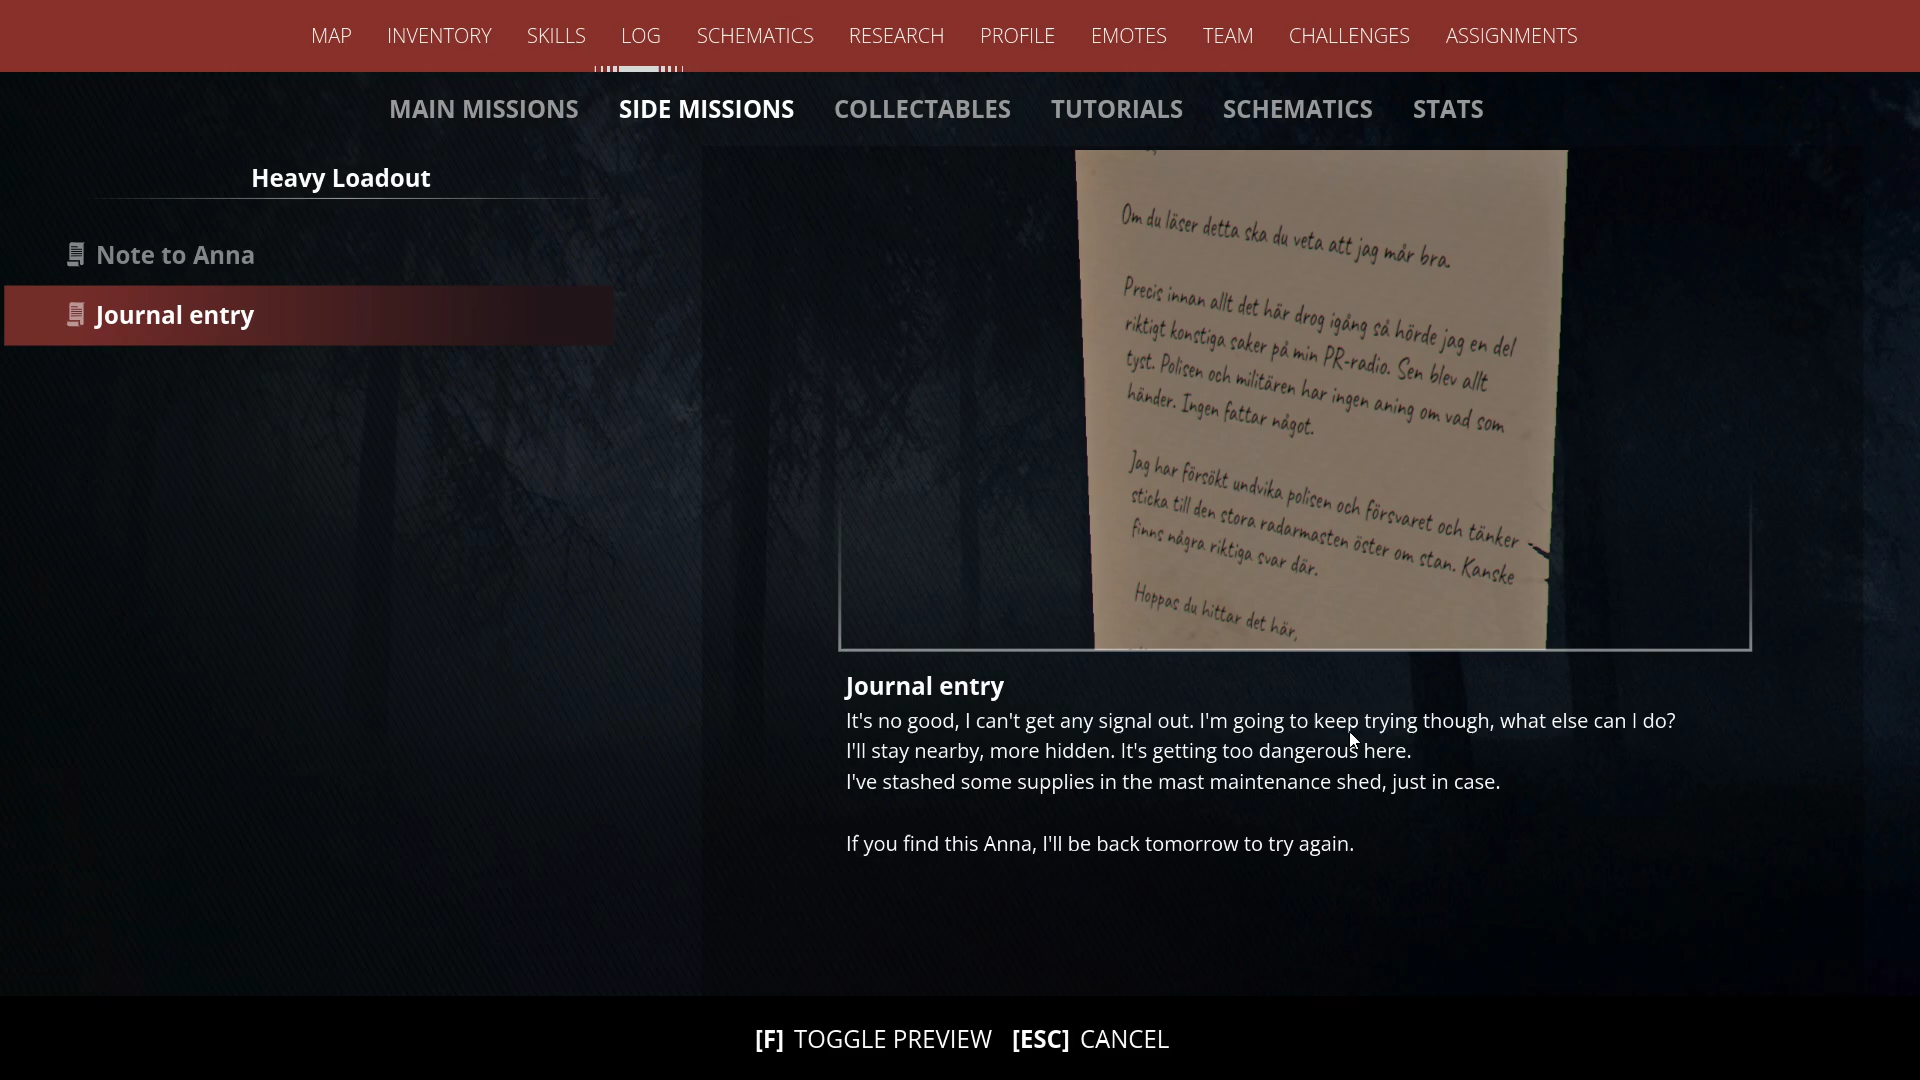 MAP INVENTORY SKILLS LOG SCHEMATICS RESEARCH PROFILE EMOTES TEAM CHALLENGES ASSIGNMENTS
MAIN MISSIONS SIDE MISSIONS COLLECTABLES TUTORIALS SCHEMATICS STATS
Heavy Loadout
Note to Anna
Journal entry
Om du läser detta ska du veta att jag mår bra.
Precis innan allt det här drog igång så hörde jag en del
riktigt konstiga saker på min PR-radio. Sen blev allt
tyst. Polisen och militären har ingen aning om vad som
händer. Ingen fattar något.
Jag har försökt undvika polisen och försvaret och tänker
sticka till den stora radarmasten öster om stan. Kanske
finns några riktiga svar där.
Hoppas du hittar det här,
Journal entry
It's no good, I can't get any signal out. I'm going to keep trying though, what else can I do?
I'll stay nearby, more hidden. It's getting too dangerous here.
I've stashed some supplies in the mast maintenance shed, just in case.
If you find this Anna, I'll be back tomorrow to try again.
[F] TOGGLE PREVIEW [ESC] CANCEL